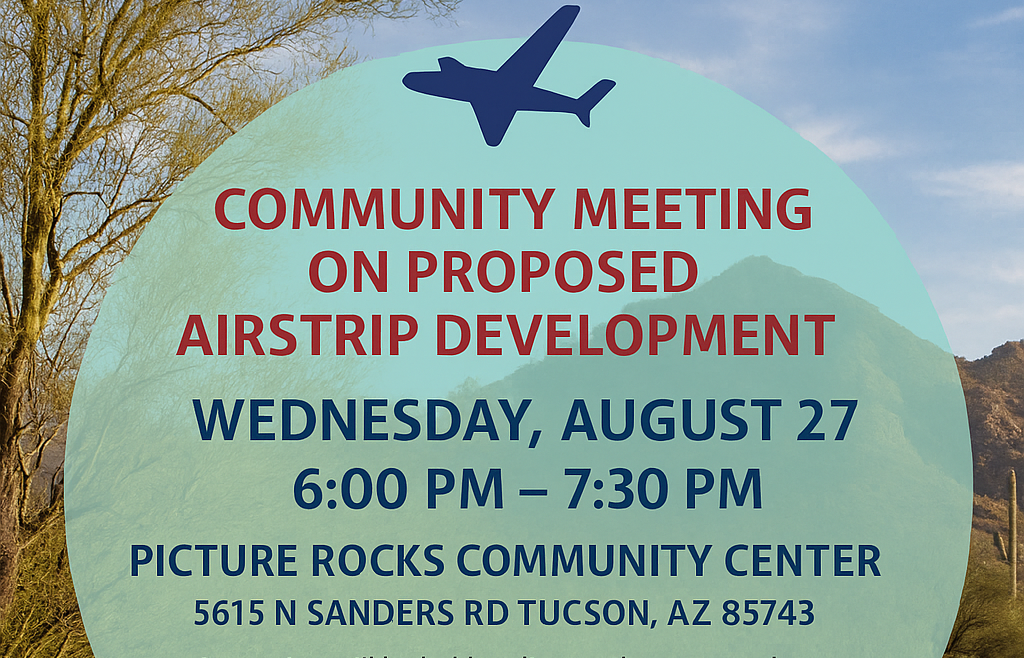 COMMUNITY MEETING
ON PROPOSED
AIRSTRIP DEVELOPMENT
WEDNESDAY, AUGUST 27
6:00 PM – 7:30 PM
PICTURE ROCKS COMMUNITY CENTER
5615 N SANDERS RD TUCSON, AZ 85743